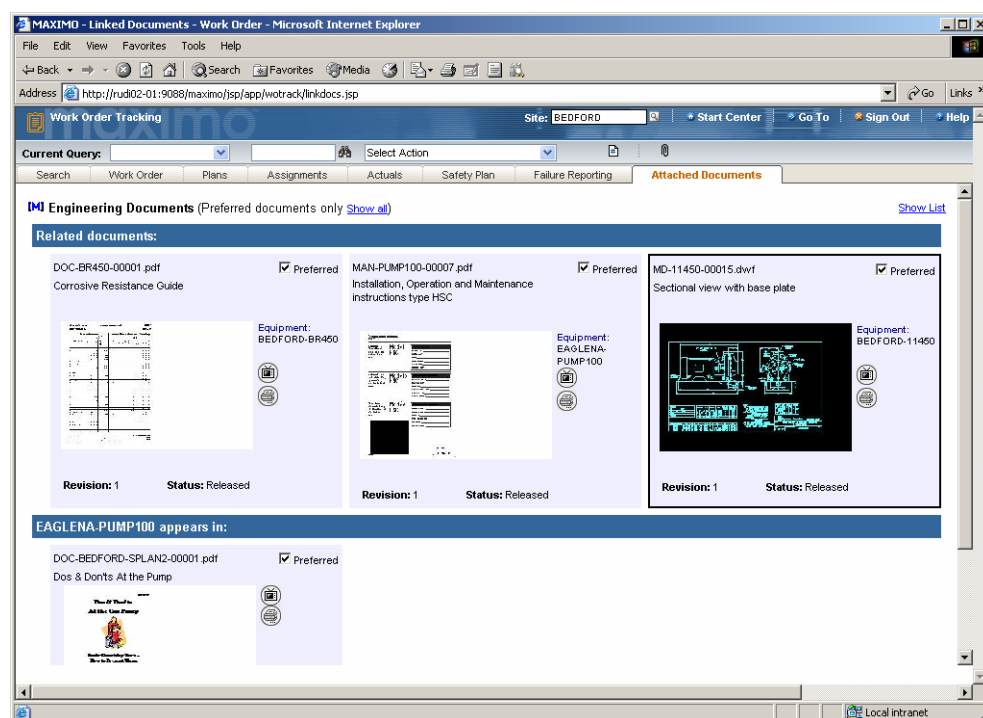 MAXIMO - Linked Documents - Work Order - Microsoft Internet Explorer
File Edit View Favorites Tools Help
Back Search Favorites Media
Address http://rudi02-01:9088/maximo/jsp/app/wotrack/linkdocs.jsp Go Links »
maximo
Work Order Tracking Site: BEDFORD Start Center Go To Sign Out Help
Current Query: Select Action
Search Work Order Plans Assignments Actuals Safety Plan Failure Reporting Attached Documents
[M] Engineering Documents (Preferred documents only Show all) Show List
Related documents:
DOC-BR450-00001.pdf Preferred
Corrosive Resistance Guide
Equipment:
BEDFORD-BR450
Revision: 1 Status: Released
MAN-PUMP100-00007.pdf Preferred
Installation, Operation and Maintenance
instructions type HSC
Equipment:
EAGLENA-
PUMP100
Revision: 1 Status: Released
MD-11450-00015.dwf Preferred
Sectional view with base plate
Equipment:
BEDFORD-11450
Revision: 1 Status: Released
EAGLENA-PUMP100 appears in:
DOC-BEDFORD-SPLAN2-00001.pdf Preferred
Dos & Don'ts At the Pump
At the Gas Pump
Local intranet